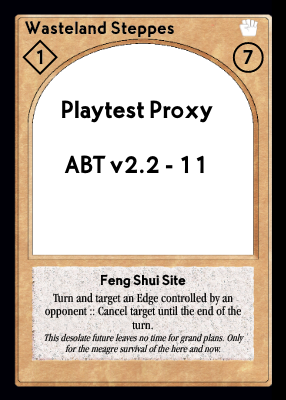 Wasteland Steppes
1
7
Playtest Proxy
ABT v2.2 - 11
Feng Shui Site
Turn and target an Edge controlled by an
opponent :: Cancel target until the end of the
turn.
This desolate future leaves no time for grand plans. Only
for the meagre survival of the here and now.